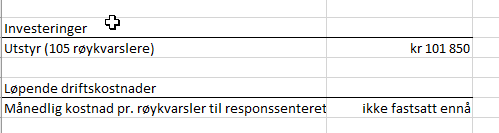 Investeringer
Utstyr (105 røykvarslere) kr 101 850
Løpende driftskostnader
Månedlig kostnad pr. røykvarsler til responssenteret ikke fastsatt ennå